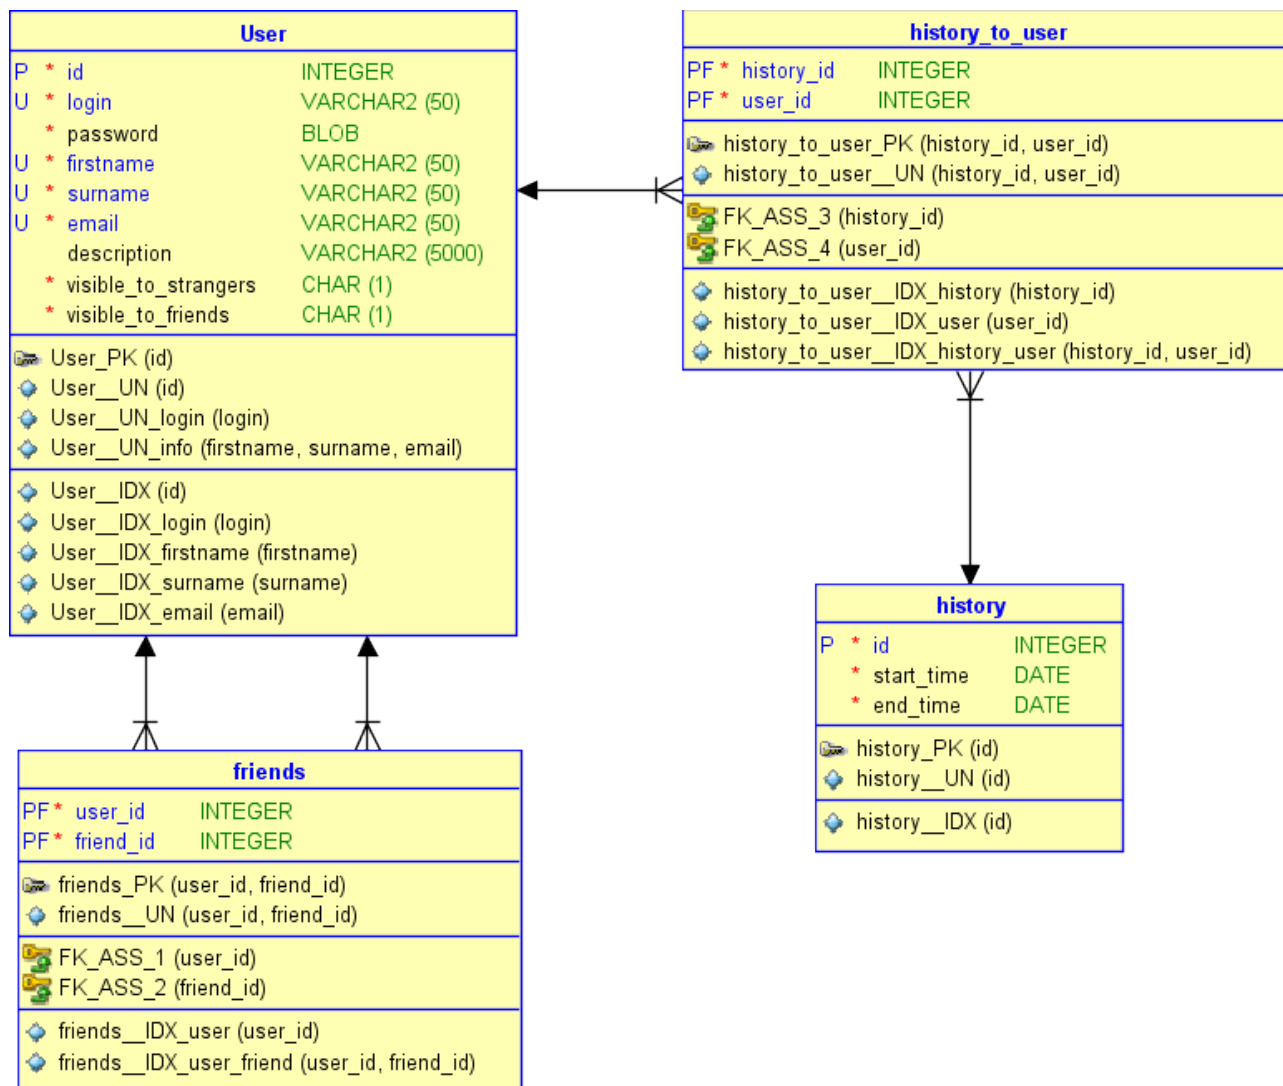 User
P * id INTEGER
U * login VARCHAR2 (50)
* password BLOB
U * firstname VARCHAR2 (50)
U * surname VARCHAR2 (50)
U * email VARCHAR2 (50)
description VARCHAR2 (5000)
* visible_to_strangers CHAR (1)
* visible_to_friends CHAR (1)
User_PK (id)
User__UN (id)
User__UN_login (login)
User__UN_info (firstname, surname, email)
User__IDX (id)
User__IDX_login (login)
User__IDX_firstname (firstname)
User__IDX_surname (surname)
User__IDX_email (email)
history_to_user
PF * history_id INTEGER
PF * user_id INTEGER
history_to_user_PK (history_id, user_id)
history_to_user__UN (history_id, user_id)
FK_ASS_3 (history_id)
FK_ASS_4 (user_id)
history_to_user__IDX_history (history_id)
history_to_user__IDX_user (user_id)
history_to_user__IDX_history_user (history_id, user_id)
history
P * id INTEGER
* start_time DATE
* end_time DATE
history_PK (id)
history__UN (id)
history__IDX (id)
friends
PF * user_id INTEGER
PF * friend_id INTEGER
friends_PK (user_id, friend_id)
friends__UN (user_id, friend_id)
FK_ASS_1 (user_id)
FK_ASS_2 (friend_id)
friends__IDX_user (user_id)
friends__IDX_user_friend (user_id, friend_id)